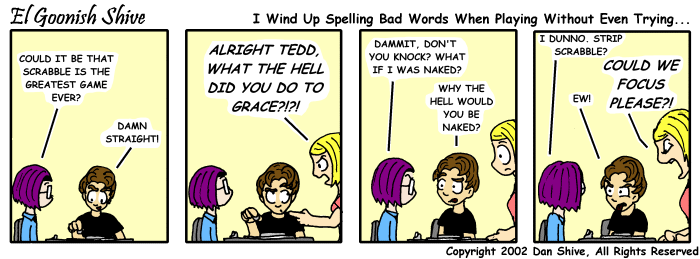 El Goonish Shive
I Wind Up Spelling Bad Words When Playing Without Even Trying...
COULD IT BE THAT
SCRABBLE IS THE
GREATEST GAME
EVER?
DAMN
STRAIGHT!
ALRIGHT TEDD,
WHAT THE HELL
DID YOU DO TO
GRACE?!?!
DAMMIT, DON'T
YOU KNOCK? WHAT
IF I WAS NAKED?
WHY THE
HELL WOULD
YOU BE
NAKED?
I DUNNO. STRIP
SCRABBLE?
EW!
COULD WE
FOCUS
PLEASE?!
Copyright 2002 Dan Shive, All Rights Reserved